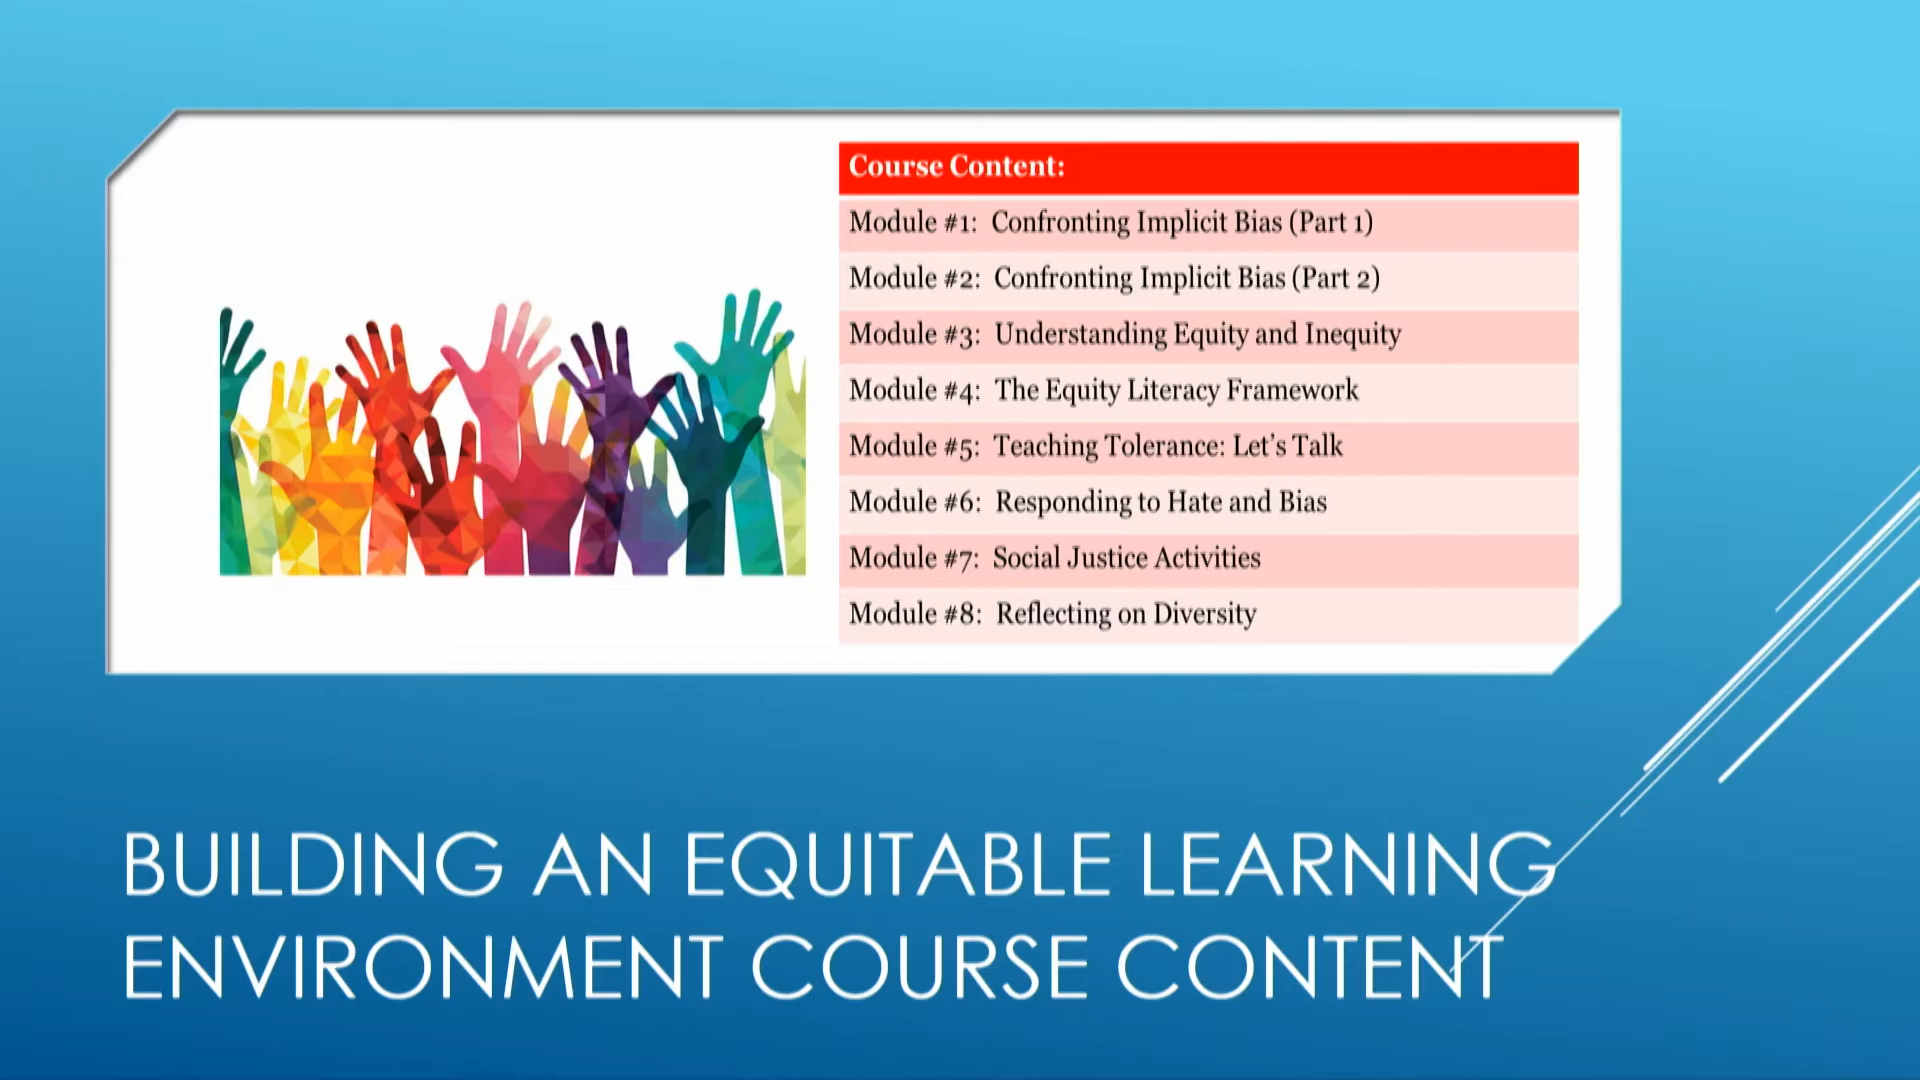 Course Content:
Module #1: Confronting Implicit Bias (Part 1)
Module #2: Confronting Implicit Bias (Part 2)
Module #3: Understanding Equity and Inequity
Module #4: The Equity Literacy Framework
Module #5: Teaching Tolerance: Let's Talk
Module #6: Responding to Hate and Bias
Module #7: Social Justice Activities
Module #8: Reflecting on Diversity
BUILDING AN EQUITABLE LEARNING
ENVIRONMENT COURSE CONTENT